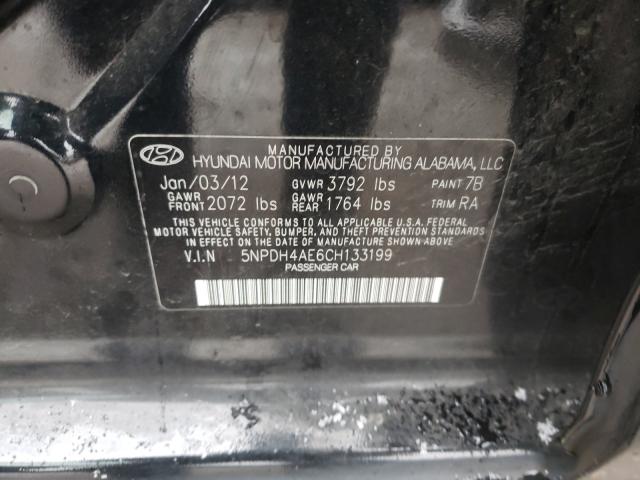 MANUFACTURED BY
HYUNDAI MOTOR MANUFACTURING ALABAMA, LLC
Jan/03/12 GVWR 3792 lbs PAINT 7B
GAWR FRONT 2072 lbs GAWR REAR 1764 lbs TRIM RA
THIS VEHICLE CONFORMS TO ALL APPLICABLE U.S.A. FEDERAL
MOTOR VEHICLE SAFETY, BUMPER, AND THEFT PREVENTION STANDARDS
IN EFFECT ON THE DATE OF MANUFACTURE SHOWN ABOVE.
V.I.N 5NPDH4AE6CH133199
PASSENGER CAR